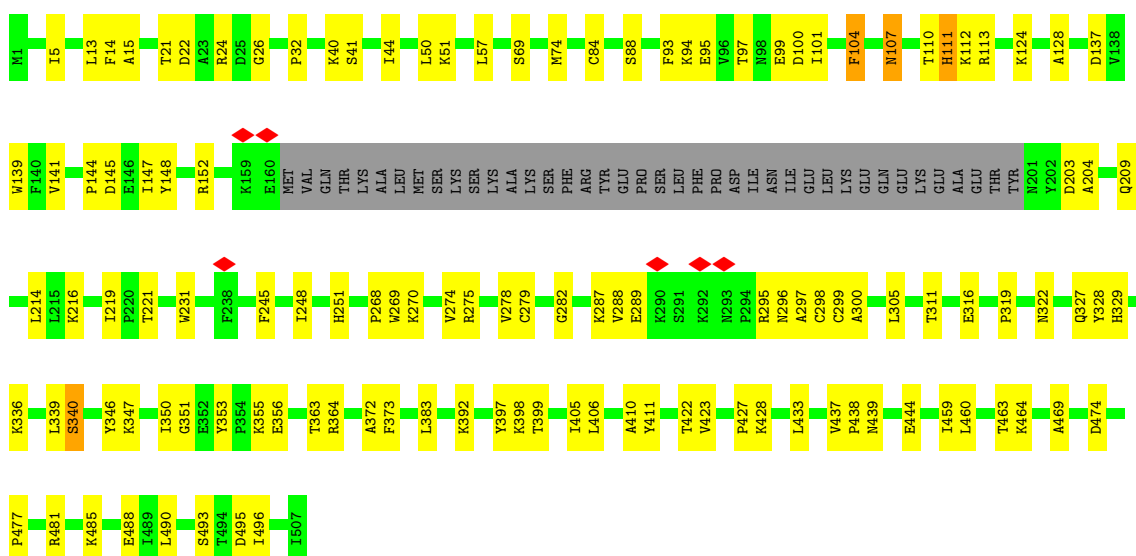 M1 I5 L13 F14 A15 T21 D22 A23 R24 D25 G26 P32 K40 S41 I44 L50 K51 L57 S69 M74 C84 S88 F93 K94 E95 V96 T97 N98 E99 D100 I101 F104 N107 T110 H111 K112 R113 K124 A128 D137 V138
W139 F140 V141 P144 D145 E146 I147 Y148 R152 K159 E160 MET VAL GLN THR LYS ALA LEU MET SER LYS SER LYS ALA LYS SER PHE ARG TYR GLU PRO SER LEU PHE PRO ASP ILE ASN ILE GLU LEU LYS GLU GLN GLU LYS GLU ALA GLU THR TYR N201 Y202 D203 A204 Q209
L214 L215 K216 I219 P220 T221 W231 F238 F245 I248 H251 P268 W269 K270 V274 R275 V278 C279 G282 K287 V288 E289 K290 S291 K292 N293 P294 R295 N296 A297 C298 C299 A300 L305 T311 E316 P319 N322 Q327 Y328 H329
K336 L339 S340 Y346 K347 I350 G351 E352 Y353 P354 K355 E356 T363 R364 A372 F373 L383 K392 Y397 K398 T399 I405 L406 A410 Y411 T422 V423 P427 K428 L433 V437 P438 N439 E444 I459 L460 T463 K464 A469 D474
P477 R481 K485 E488 I489 L490 S493 T494 D495 I496 I507